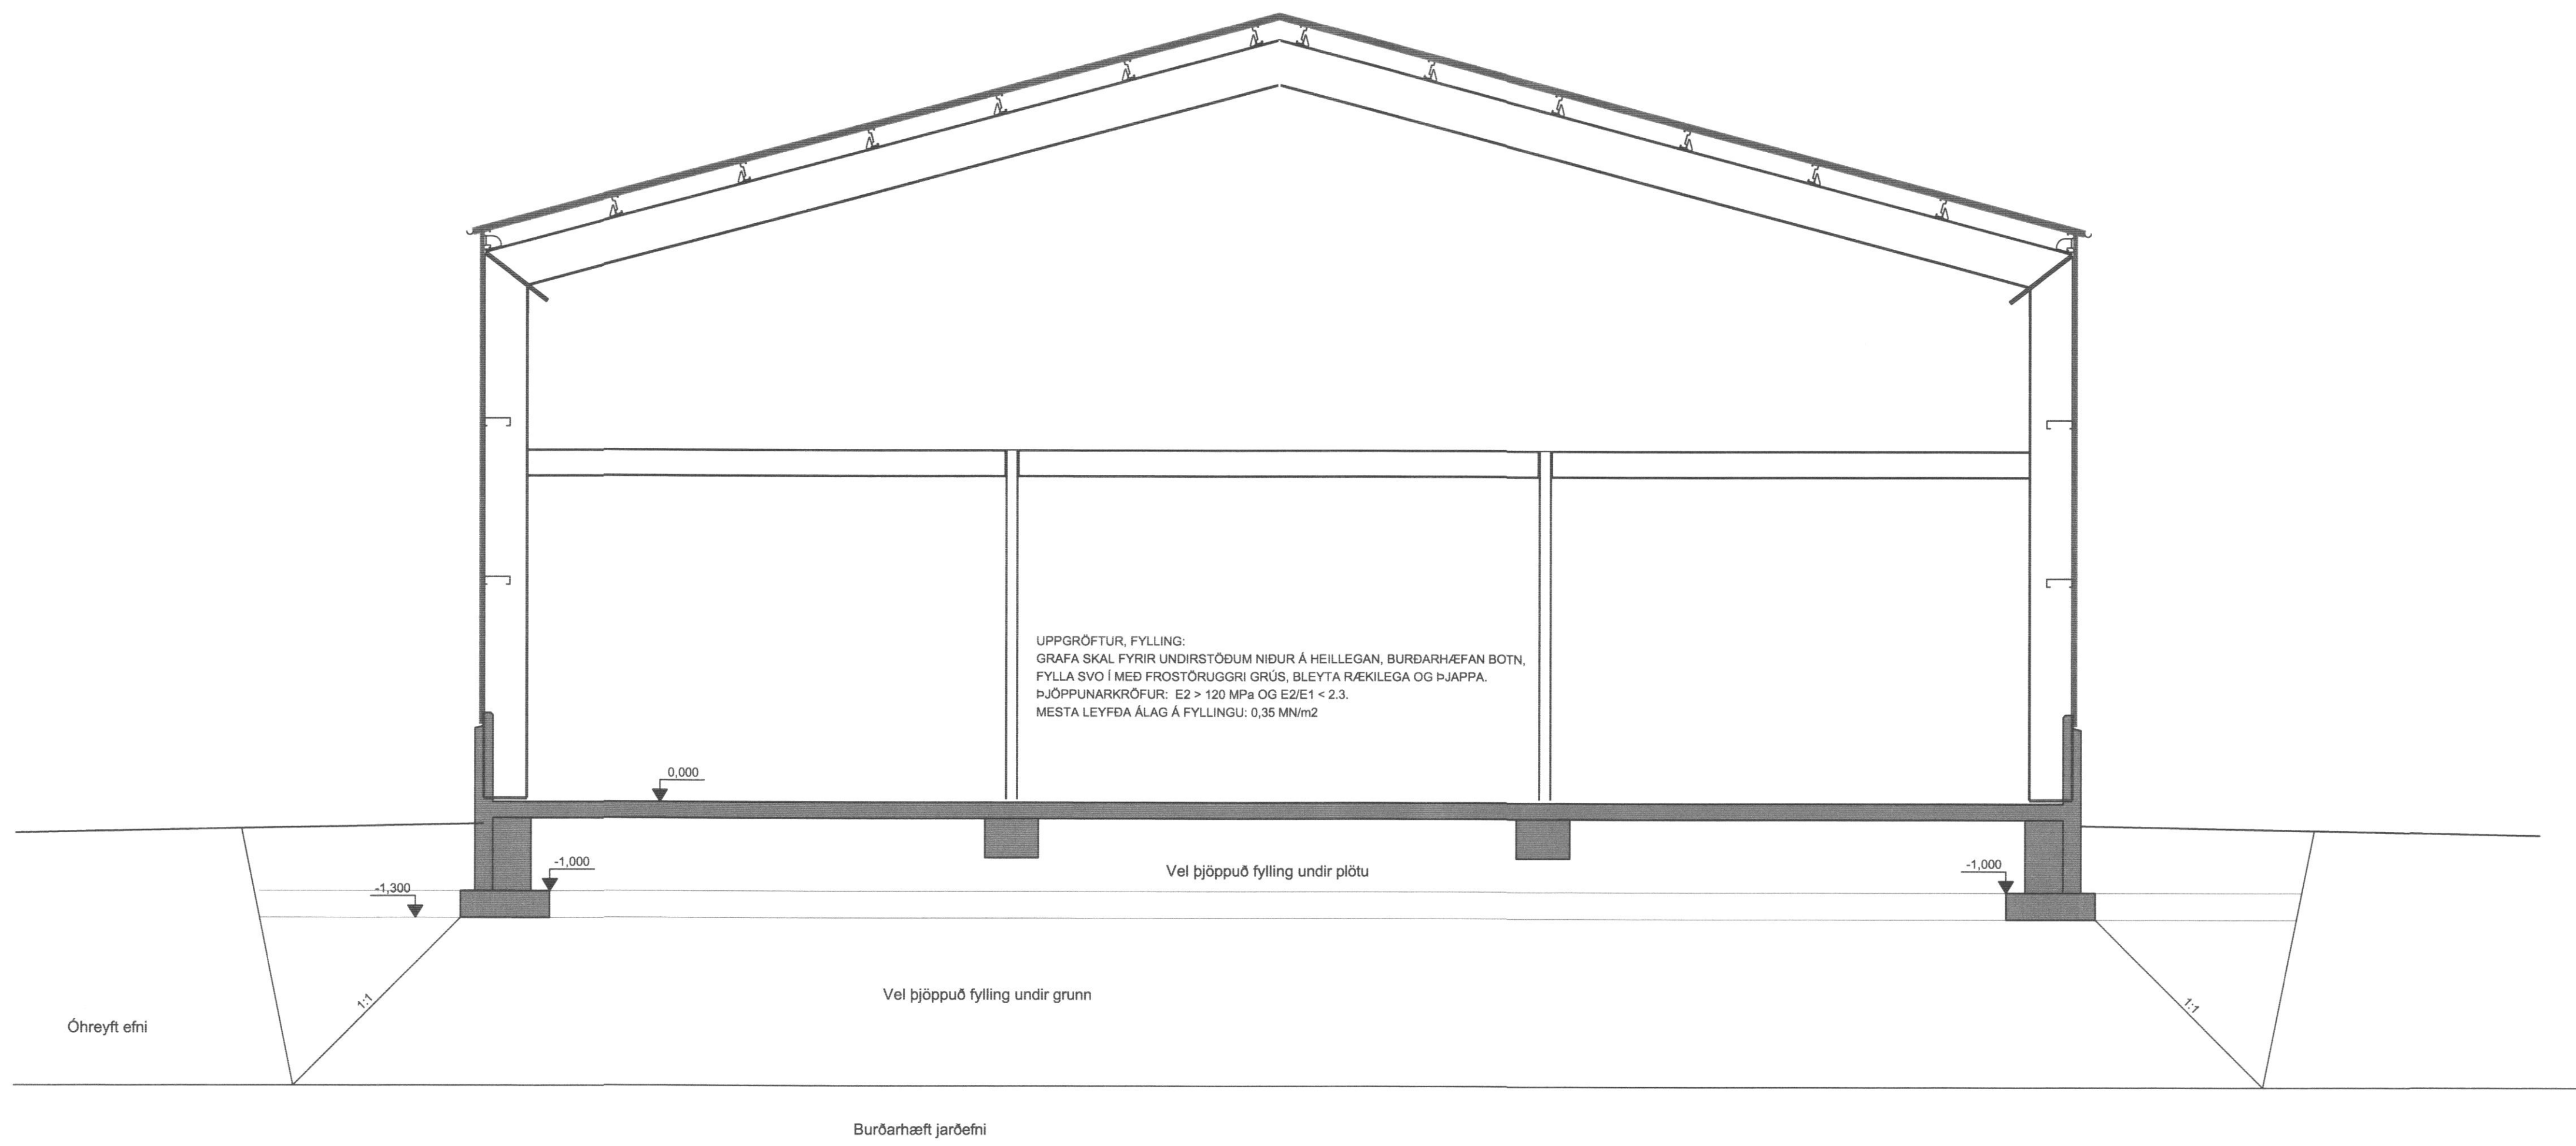 UPPGRÖFTUR, FYLLING:
GRAFA SKAL FYRIR UNDIRSTÖÐUM NIÐUR Á HEILLEGAN, BURÐARHÆFAN BOTN,
FYLLA SVO Í MEÐ FROSTÖRUGGRI GRÚS, BLEYTA RÆKILEGA OG ÞJAPPA.
ÞJÖPPUNARKRÖFUR: E2 > 120 MPa OG E2/E1 < 2.3.
MESTA LEYFÐA ÁLAG Á FYLLINGU: 0,35 MN/m2
0,000
-1,000
-1,000
-1,300
Vel þjöppuð fylling undir plötu
Vel þjöppuð fylling undir grunn
1:1
1:1
Óhreyft efni
Burðarhæft jarðefni